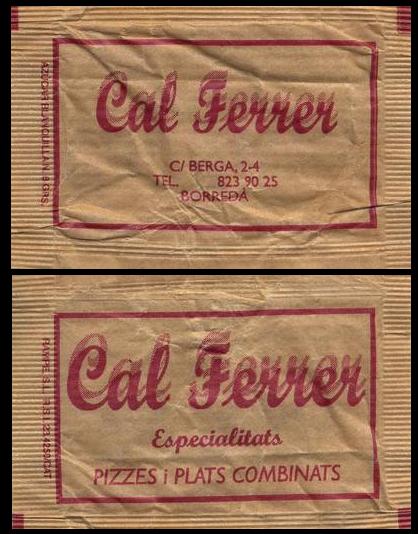 Cal Ferrer
C/ BERGA, 2-4
TEL. 823 90 25
BORREDÀ
Cal Ferrer
Especialitats
PIZZES i PLATS COMBINATS